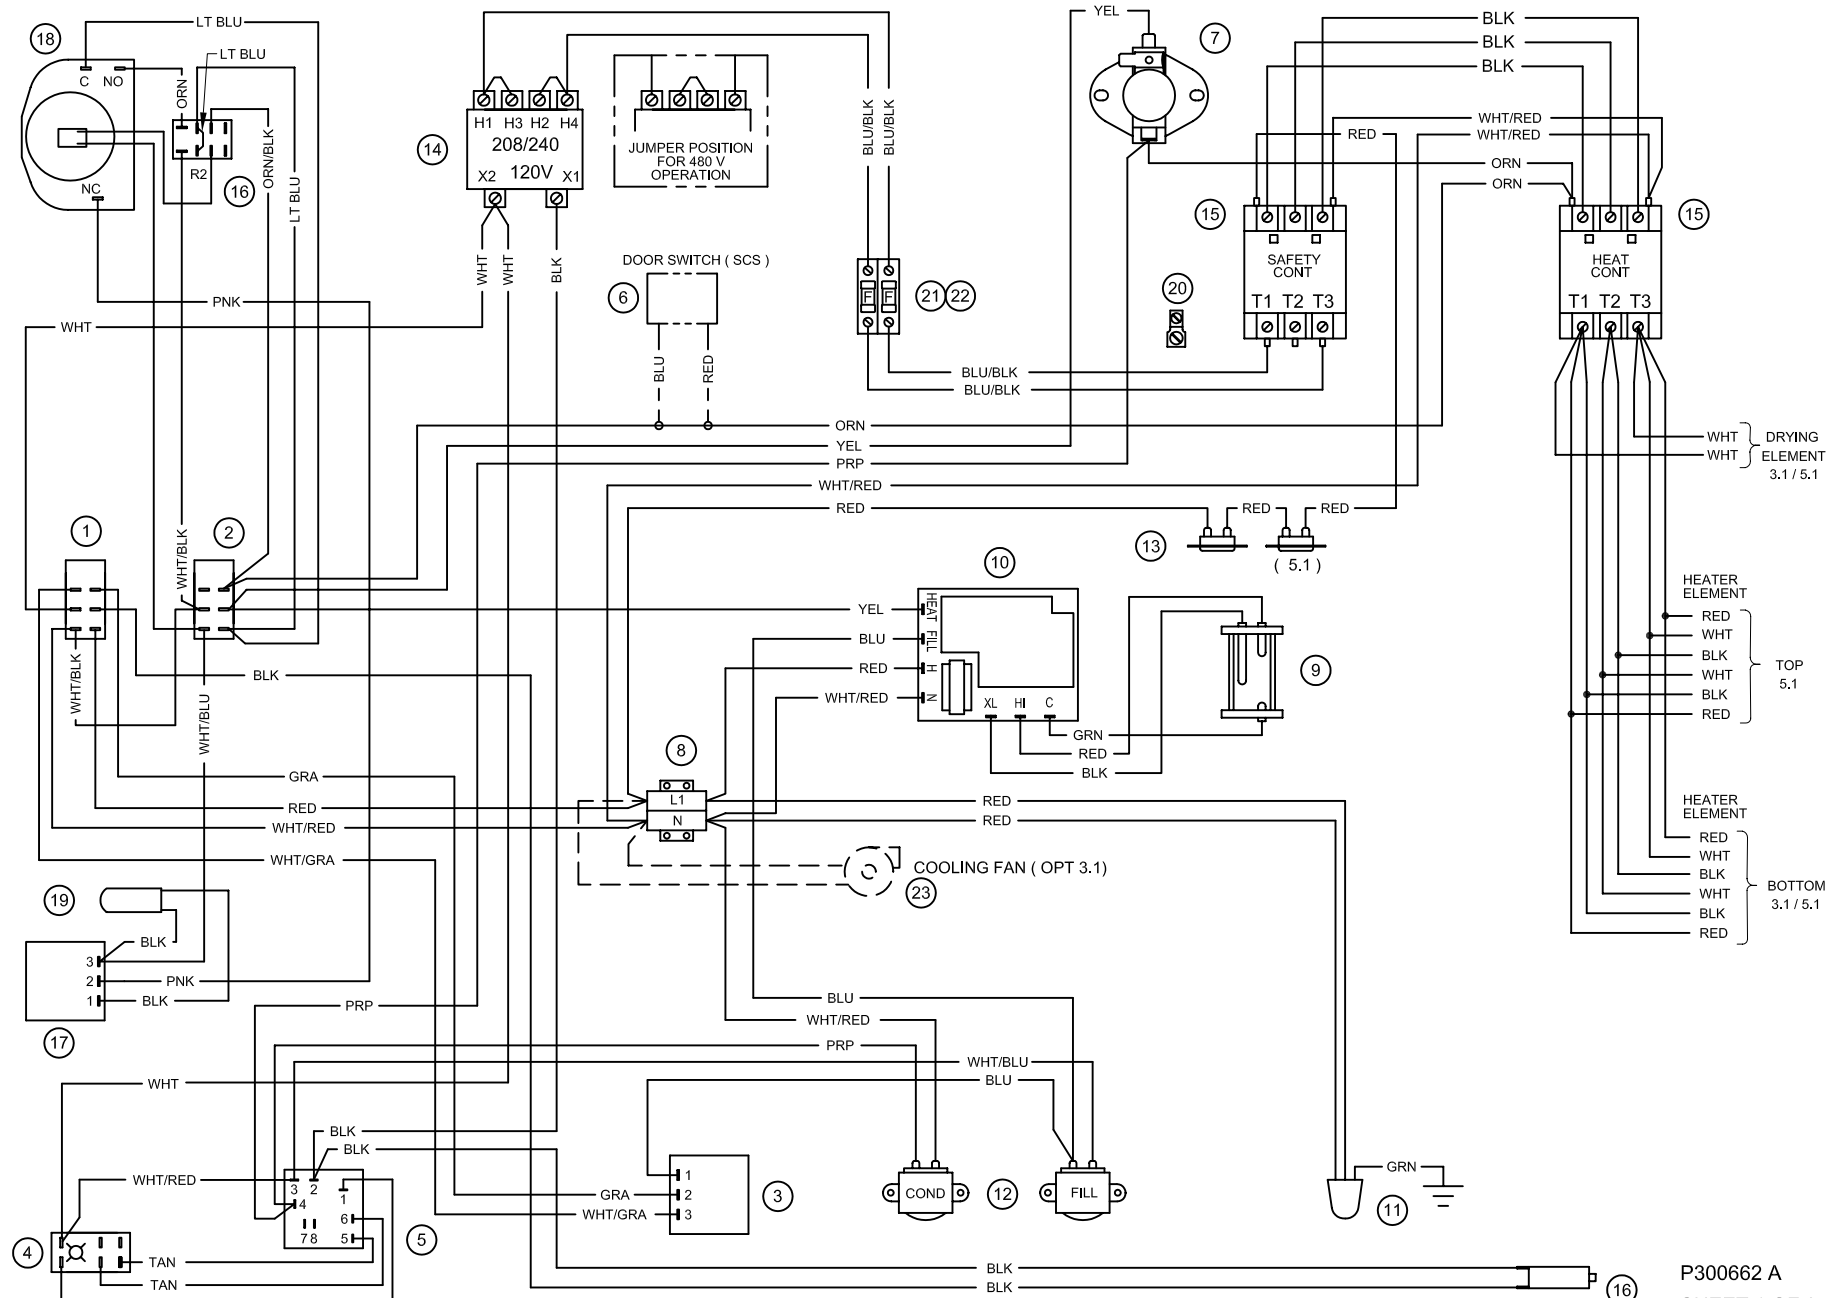 LT BLU
18
LT BLU
C NO
ORN
NC
R2
16
ORN/BLK
LT BLU
PNK
WHT
14
H1 H3 H2 H4
208/240
X2 120V X1
WHT
WHT
BLK
JUMPER POSITION
FOR 480 V
OPERATION
DOOR SWITCH ( SCS )
6
BLU
RED
BLU/BLK
BLU/BLK
F F
21 22
BLU/BLK
BLU/BLK
YEL
7
BLK
BLK
BLK
WHT/RED
RED
WHT/RED
ORN
ORN
15
SAFETY
CONT
T1 T2 T3
20
15
HEAT
CONT
T1 T2 T3
ORN
YEL
PRP
WHT/RED
RED
RED
RED
13
( 5.1 )
WHT
WHT
DRYING
ELEMENT
3.1 / 5.1
1
2
WHT/BLK
WHT/BLK
WHT/BLU
BLK
10
YEL
BLU
RED
WHT/RED
HEAT
FILL
H
N
XL HI C
9
GRN
RED
BLK
HEATER
ELEMENT
RED
WHT
BLK
WHT
BLK
RED
TOP
5.1
8
L1
N
GRA
RED
WHT/RED
WHT/GRA
RED
RED
COOLING FAN ( OPT 3.1)
23
HEATER
ELEMENT
RED
WHT
BLK
WHT
BLK
RED
BOTTOM
3.1 / 5.1
19
BLK
3
2
1
PNK
BLK
17
PRP
BLU
WHT/RED
PRP
WHT/BLU
BLU
WHT
BLK
BLK
WHT/RED
3 2 1
4
6
7 8 5
5
4
TAN
TAN
GRA
WHT/GRA
1
2
3
3
COND
12
FILL
GRN
11
BLK
BLK
16
P300662 A